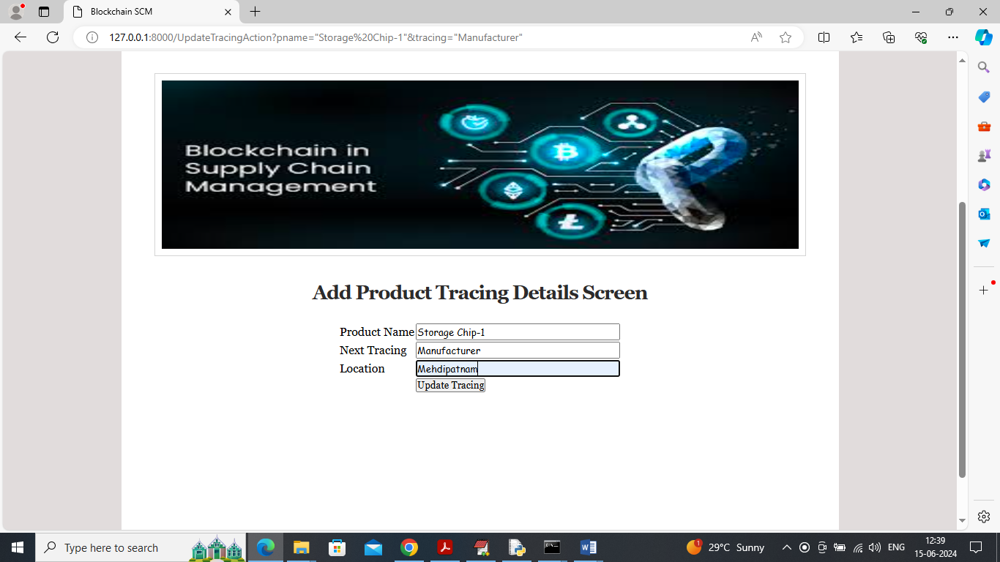 Blockchain SCM
127.0.0.1:8000/UpdateTracingAction?pname="Storage%20Chip-1"&tracing="Manufacturer"
Blockchain in
Supply Chain
Management
Add Product Tracing Details Screen
Product Name Storage Chip-1
Next Tracing Manufacturer
Location Mehdipatnam
Update Tracing
Type here to search
1
29°C Sunny
ENG
12:39
15-06-2024